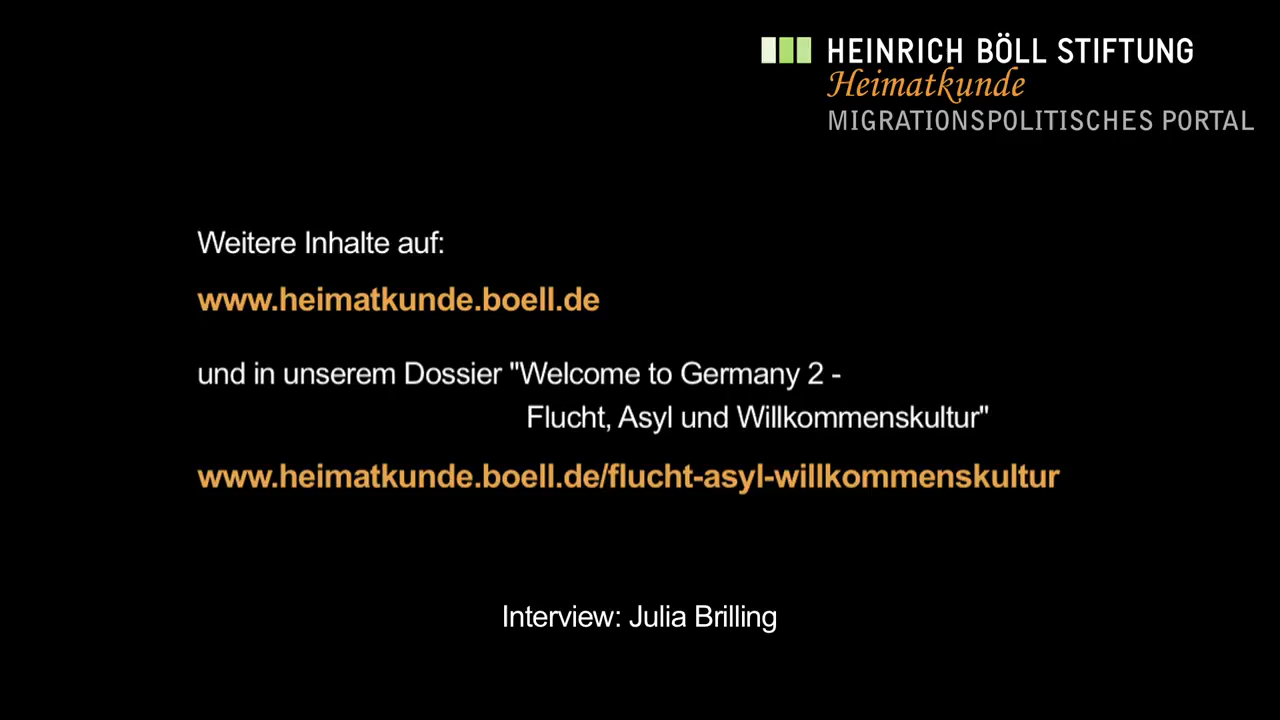 HEINRICH BÖLL STIFTUNG
Heimatkunde
MIGRATIONSPOLITISCHES PORTAL
Weitere Inhalte auf:
www.heimatkunde.boell.de
und in unserem Dossier "Welcome to Germany 2 -
Flucht, Asyl und Willkommenskultur"
www.heimatkunde.boell.de/flucht-asyl-willkommenskultur
Interview: Julia Brilling